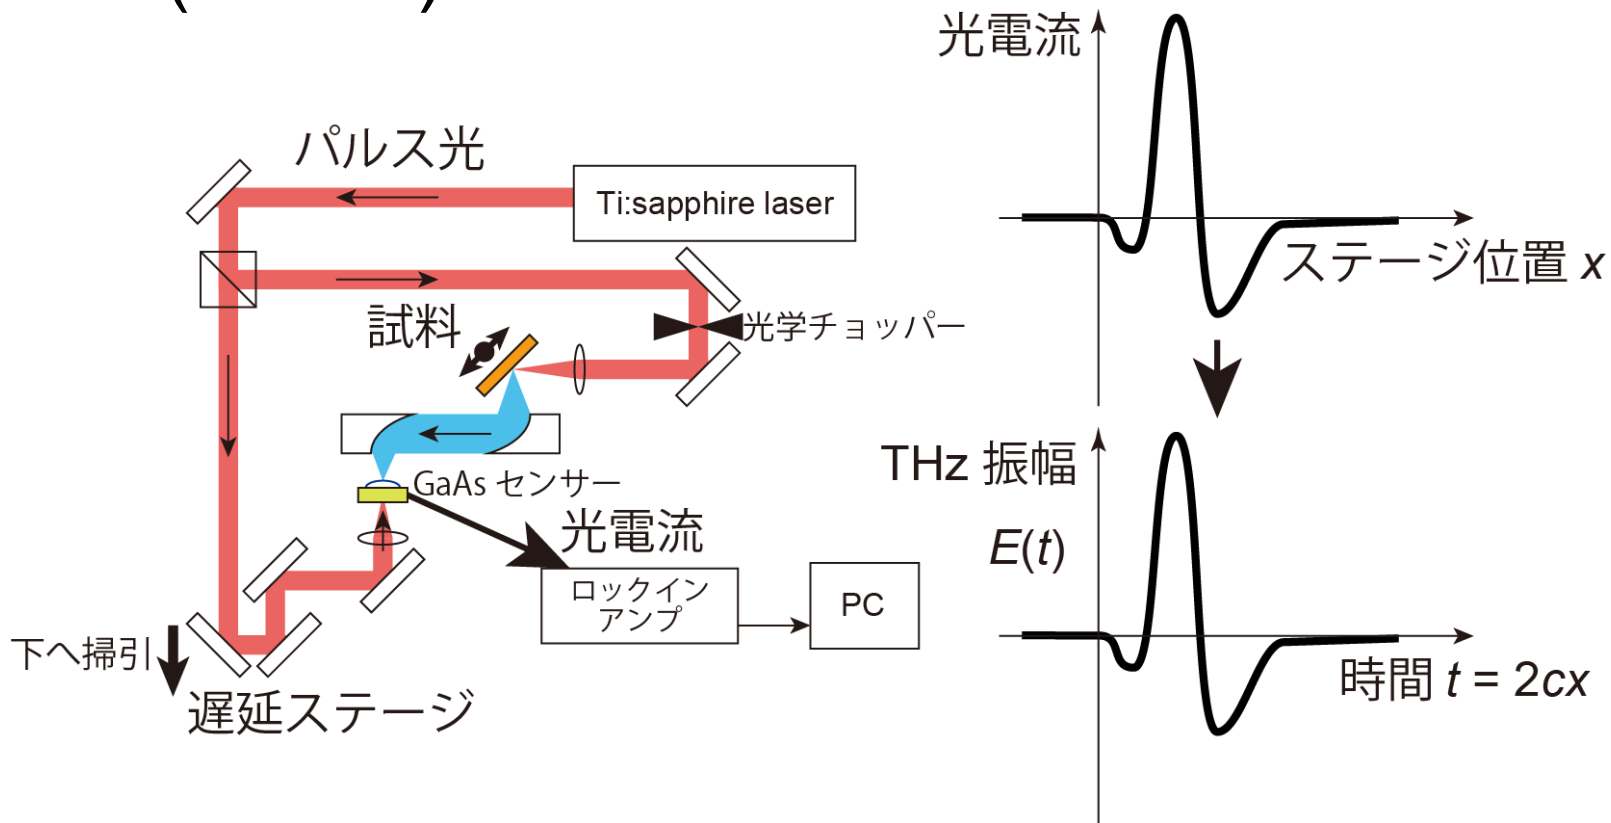 パルス光
Ti:sapphire laser
試料
光学チョッパー
GaAs センサー
光電流
ロックイン
アンプ
PC
下へ掃引
遅延ステージ
光電流
ステージ位置 x
THz 振幅
E(t)
時間 t = 2cx